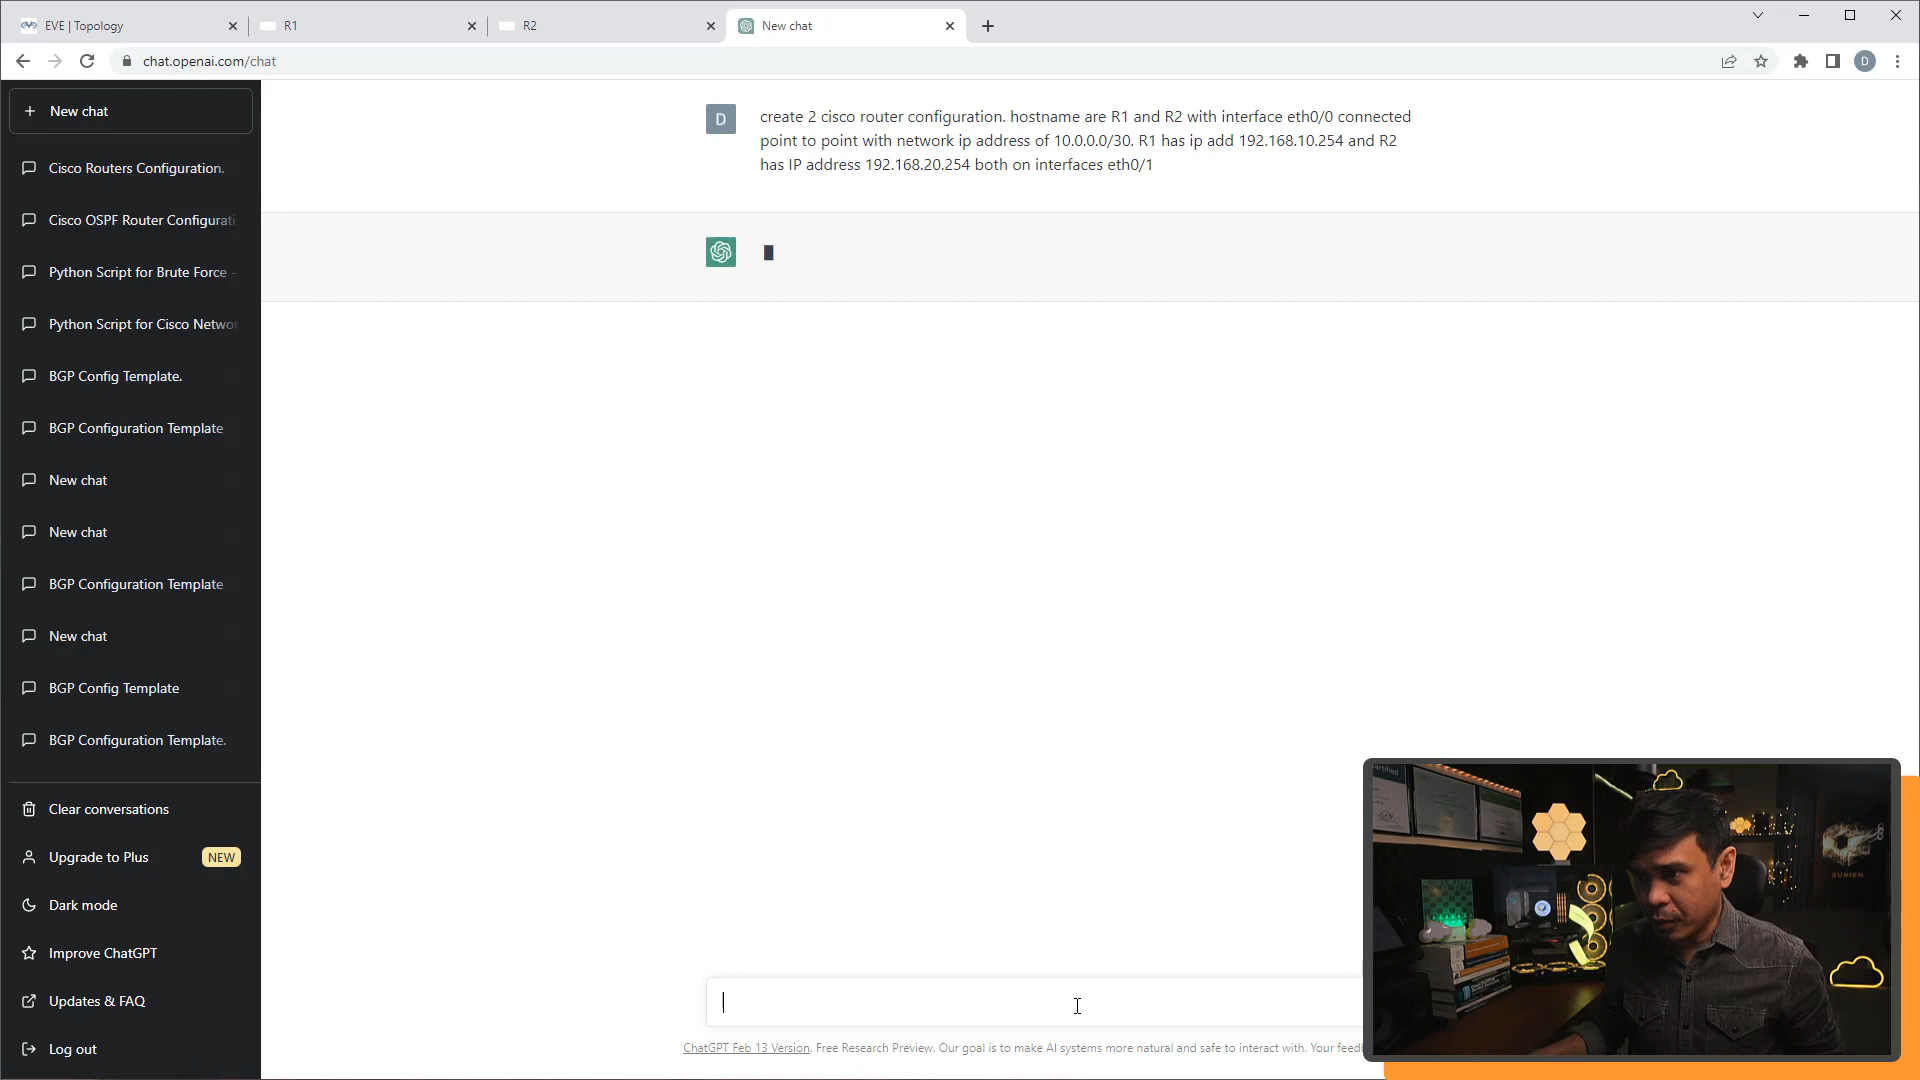 EVE | Topology
R1
R2
New chat
chat.openai.com/chat
D
New chat
Cisco Routers Configuration.
Cisco OSPF Router Configurati
Python Script for Brute Force -
Python Script for Cisco Networ
BGP Config Template.
BGP Configuration Template
New chat
New chat
BGP Configuration Template
New chat
BGP Config Template
BGP Configuration Template.
Clear conversations
Upgrade to Plus NEW
Dark mode
Improve ChatGPT
Updates & FAQ
Log out
D
create 2 cisco router configuration. hostname are R1 and R2 with interface eth0/0 connected
point to point with network ip address of 10.0.0.0/30. R1 has ip add 192.168.10.254 and R2
has IP address 192.168.20.254 both on interfaces eth0/1
ChatGPT Feb 13 Version. Free Research Preview. Our goal is to make AI systems more natural and safe to interact with. Your feedb
ZUBIEN